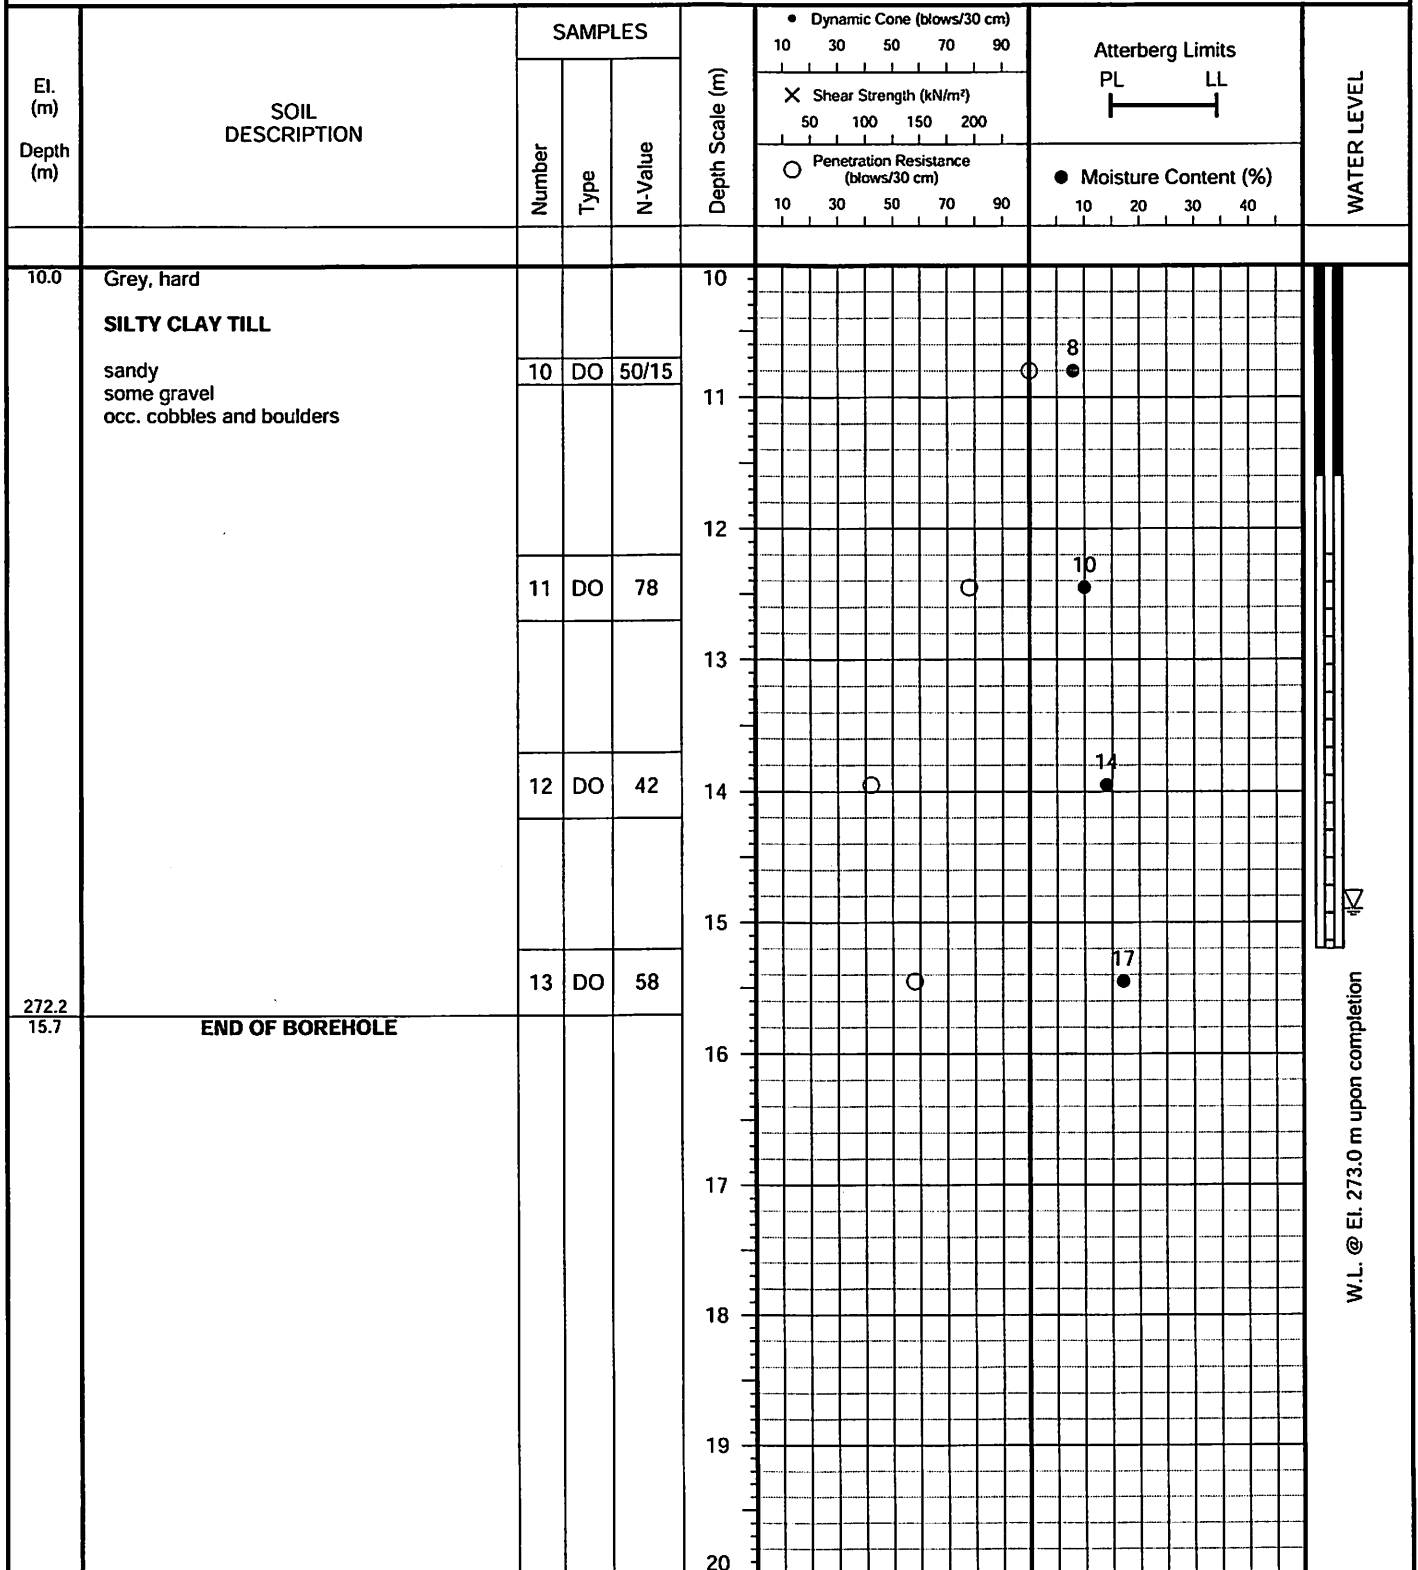 El.
(m)
Depth
(m)
SOIL
DESCRIPTION
SAMPLES
Number
Type
N-Value
Depth Scale (m)
• Dynamic Cone (blows/30 cm)
10 30 50 70 90
X Shear Strength (kN/m²)
50 100 150 200
O Penetration Resistance
(blows/30 cm)
10 30 50 70 90
Atterberg Limits
PL LL
● Moisture Content (%)
10 20 30 40
WATER LEVEL
10.0 Grey, hard 10
SILTY CLAY TILL
8
sandy 10 DO 50/15
some gravel 11
occ. cobbles and boulders
12
10
11 DO 78
13
14
12 DO 42 14
15
17
13 DO 58
272.2
15.7 END OF BOREHOLE
16
17
18
19
20
W.L. @ El. 273.0 m upon completion